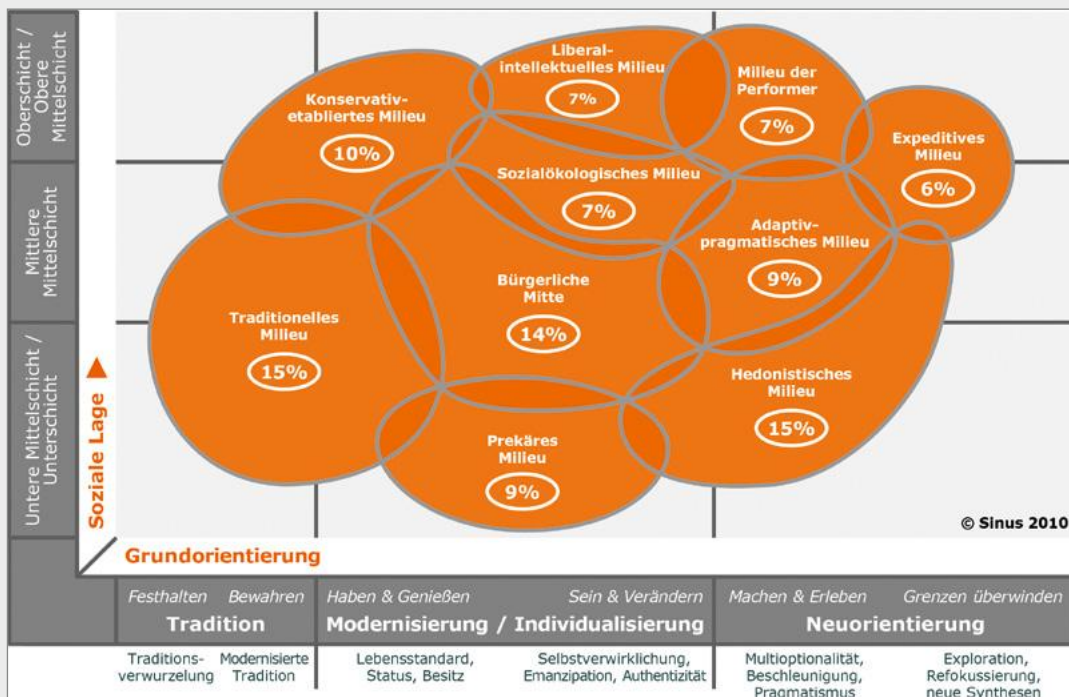 Oberschicht /
Obere
Mittelschicht
Mittlere
Mittelschicht
Untere Mittelschicht /
Unterschicht
Soziale Lage ▶
Konservativ-
etabliertes Milieu
10%
Liberal-
intellektuelles Milieu
7%
Milieu der
Performer
7%
Expeditives
Milieu
6%
Sozialökologisches Milieu
7%
Adaptiv-
pragmatisches Milieu
9%
Traditionelles
Milieu
15%
Bürgerliche
Mitte
14%
Hedonistisches
Milieu
15%
Prekäres
Milieu
9%
© Sinus 2010
Grundorientierung
Festhalten Bewahren
Tradition
Haben & Genießen Sein & Verändern
Modernisierung / Individualisierung
Machen & Erleben Grenzen überwinden
Neuorientierung
Traditions-
verwurzelung
Modernisierte
Tradition
Lebensstandard,
Status, Besitz
Selbstverwirklichung,
Emanzipation, Authentizität
Multioptionalität,
Beschleunigung,
Pragmatismus
Exploration,
Refokussierung,
neue Synthesen